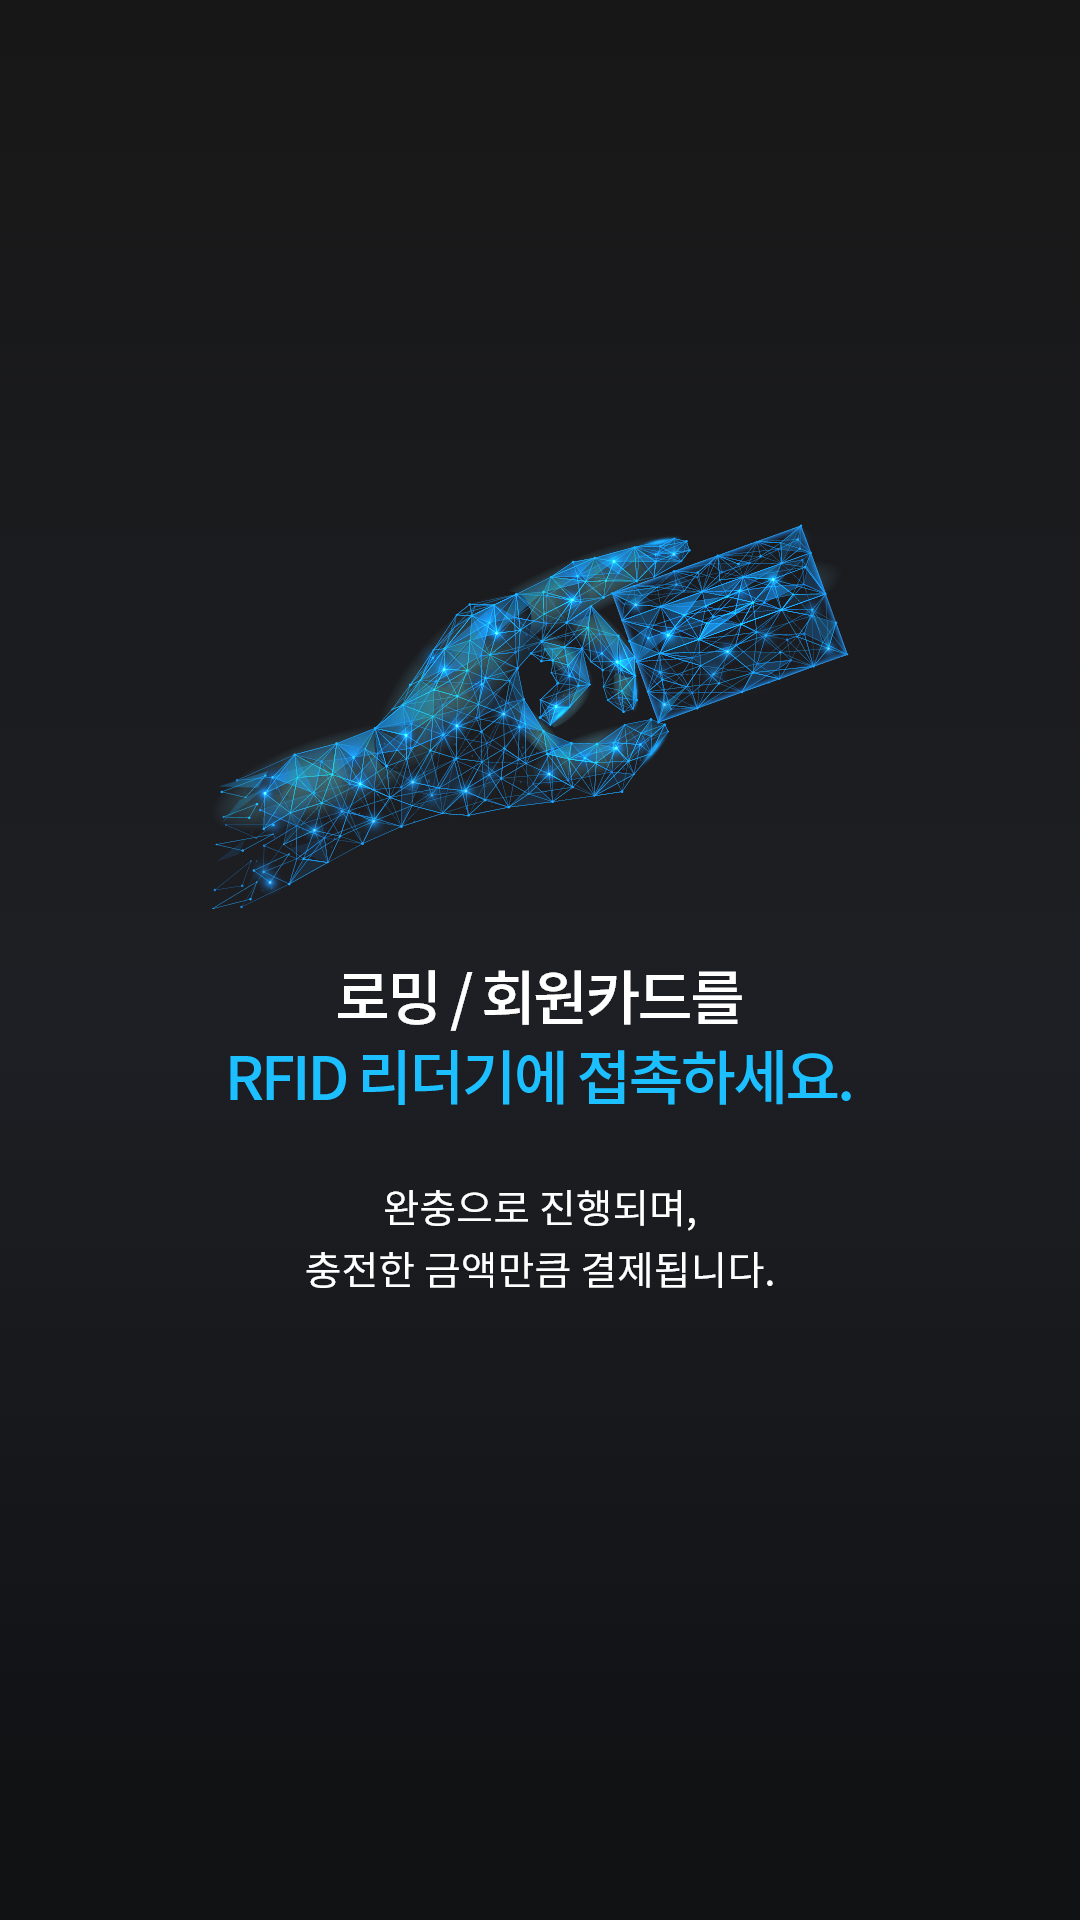 로밍 / 회원카드를
RFID 리더기에 접촉하세요.
완충으로 진행되며,
충전한 금액만큼 결제됩니다.